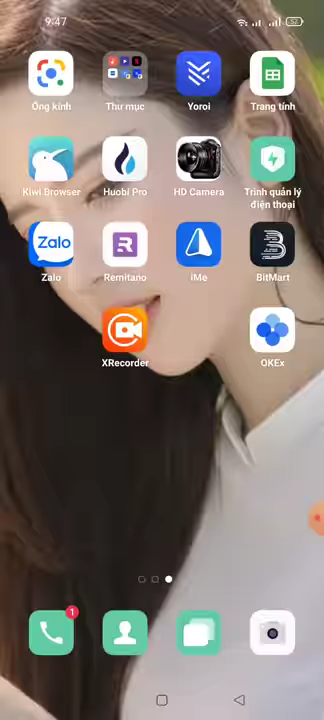 9:47
52
Ống kính
Thư mục
Yoroi
Trang tính
Kiwi Browser
Huobi Pro
HD Camera
Trình quản lý
điện thoại
Zalo
Zalo
Remitano
iMe
BitMart
XRecorder
OKEx
1